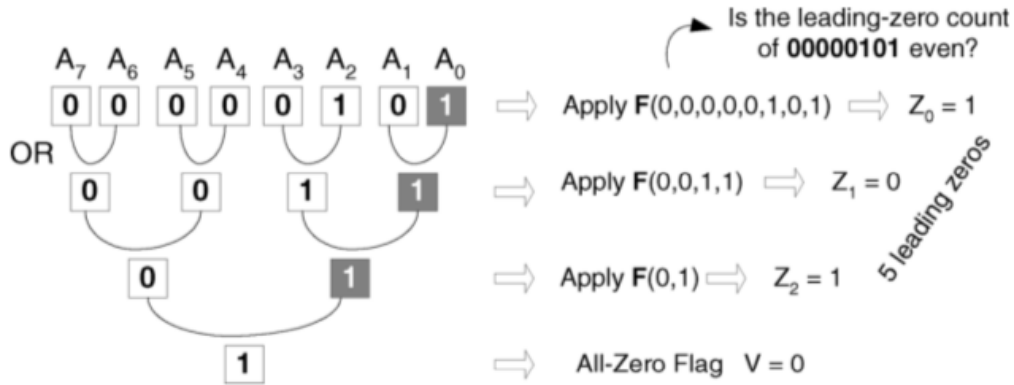 Is the leading-zero count
of 00000101 even?
A7 A6 A5 A4 A3 A2 A1 A0
0 0 0 0 0 1 0 1 Apply F(0,0,0,0,0,1,0,1) Z0 = 1
OR
0 0 1 1 Apply F(0,0,1,1) Z1 = 0
5 leading zeros
0 1 Apply F(0,1) Z2 = 1
1 All-Zero Flag V = 0